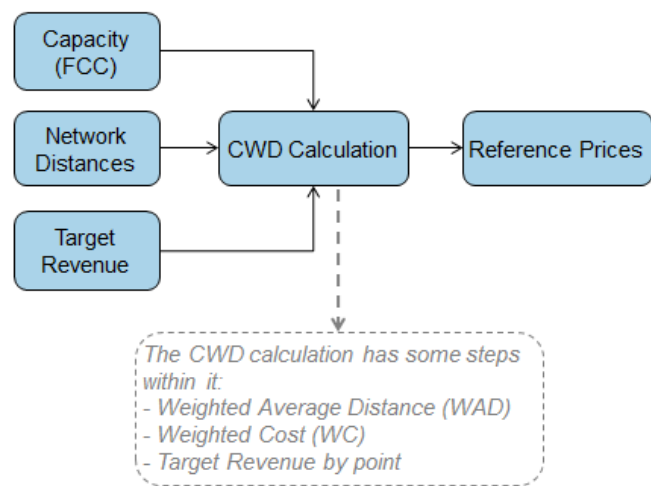 Capacity
(FCC)
Network
Distances
CWD Calculation
Reference Prices
Target
Revenue
The CWD calculation has some steps
within it:
- Weighted Average Distance (WAD)
- Weighted Cost (WC)
- Target Revenue by point